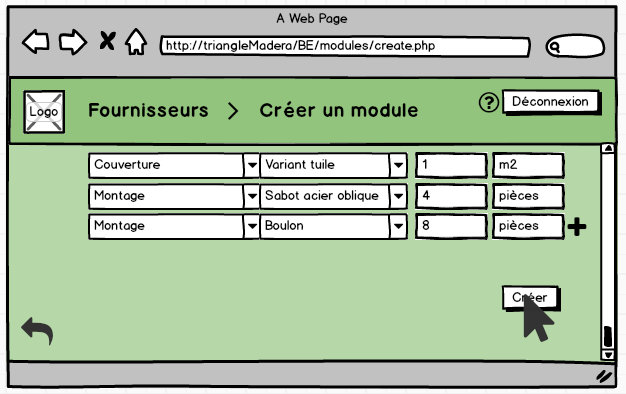 A Web Page
http://triangleMadera/BE/modules/create.php
Logo
Fournisseurs > Créer un module
? Déconnexion
Couverture Variant tuile 1 m2
Montage Sabot acier oblique 4 pièces
Montage Boulon 8 pièces
Créer